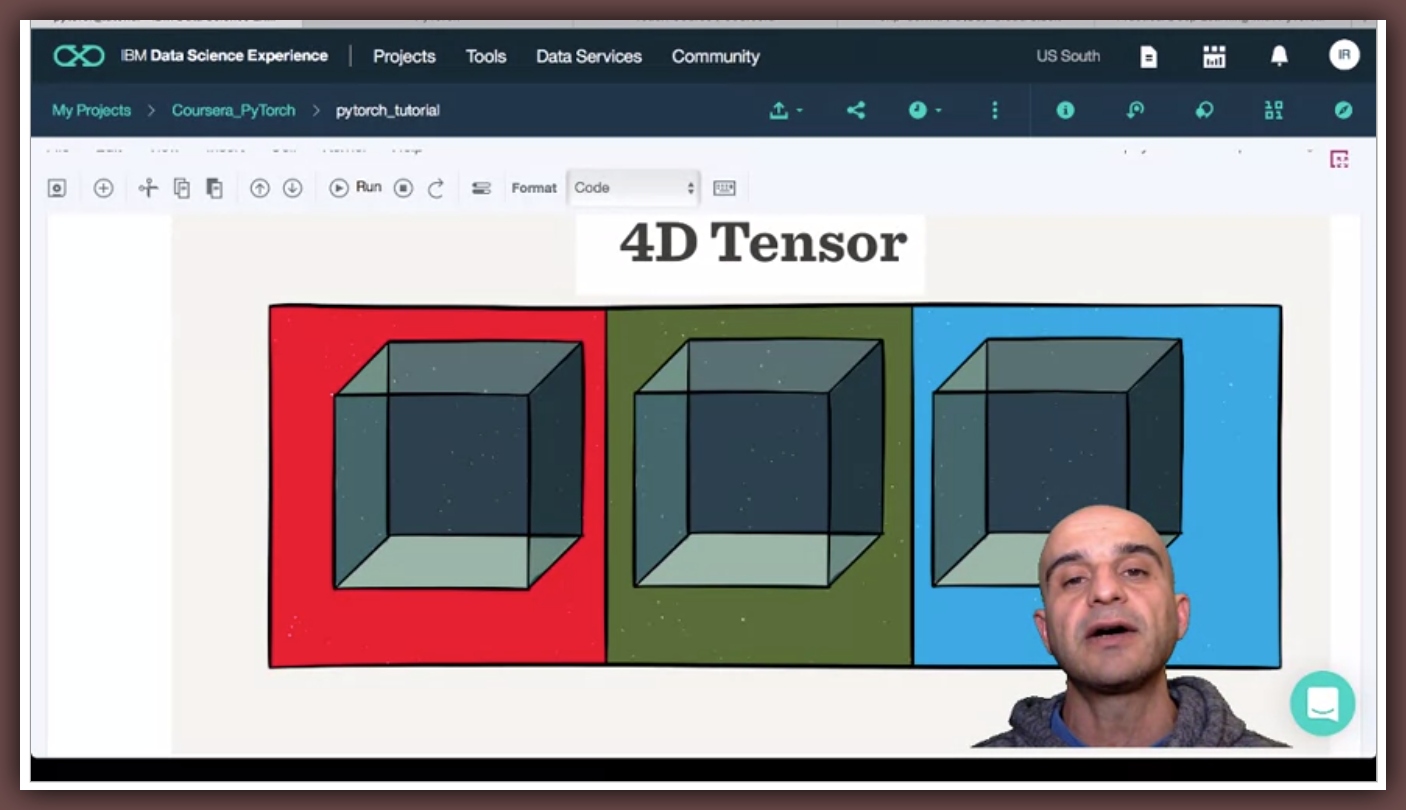 IBM Data Science Experience
Projects
Tools
Data Services
Community
US South
IR
My Projects > Coursera_PyTorch > pytorch_tutorial
Run
Format
Code
4D Tensor